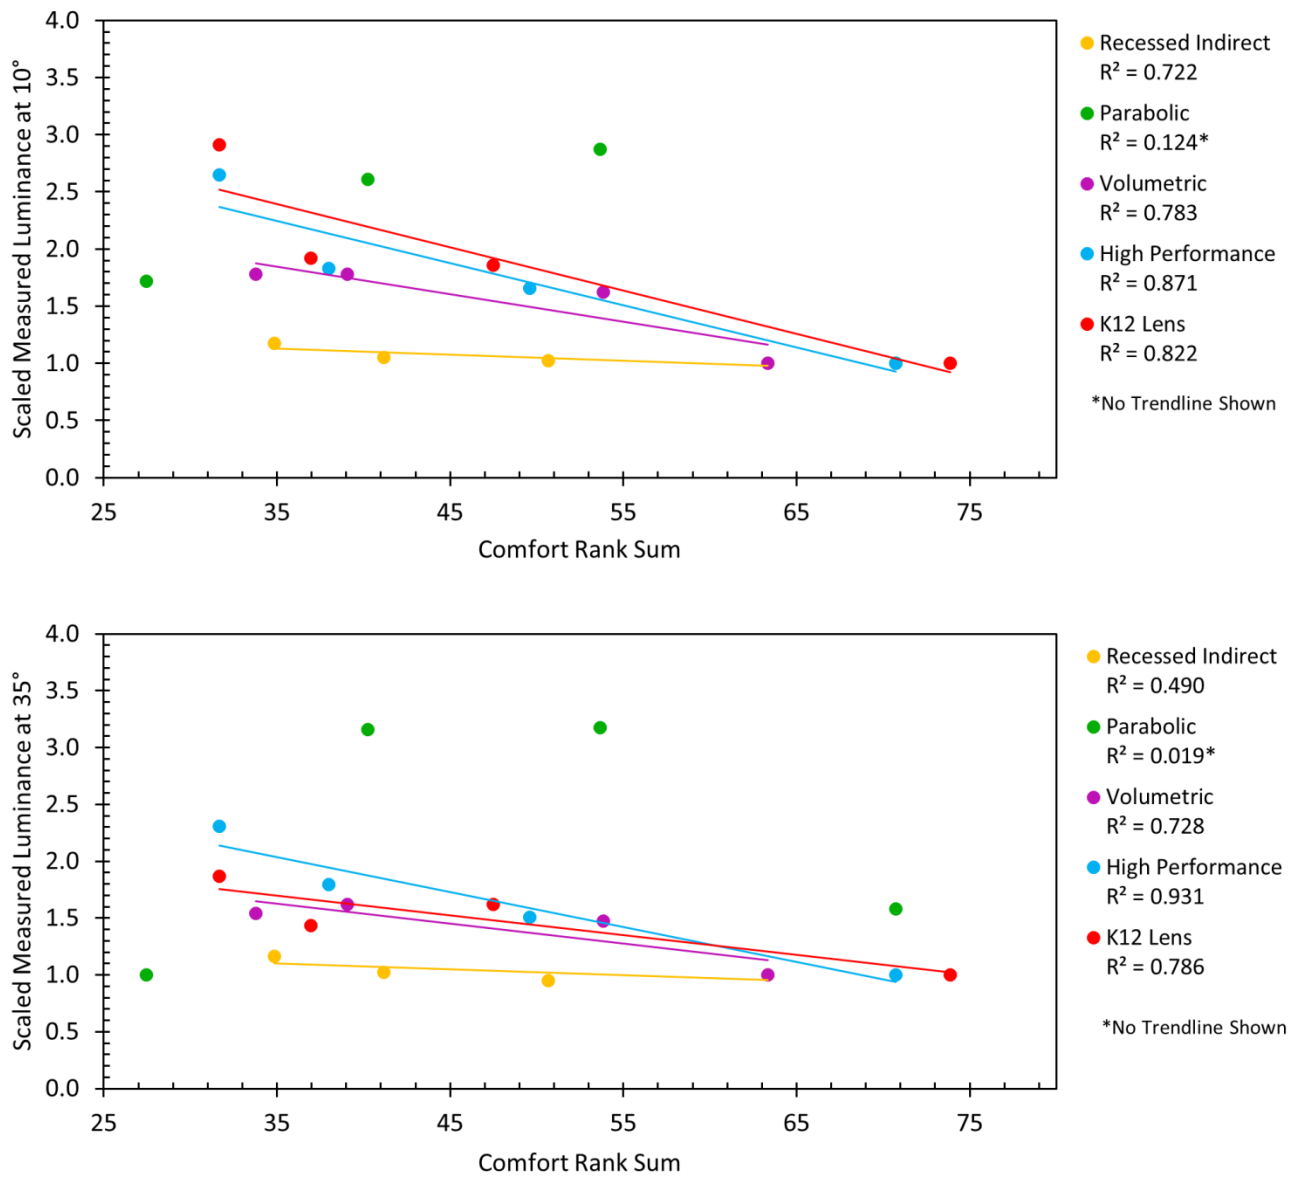 Scaled Measured Luminance at 10°
4.0
3.5
3.0
2.5
2.0
1.5
1.0
0.5
0.0
25 35 45 55 65 75
Comfort Rank Sum
Recessed Indirect
R² = 0.722
Parabolic
R² = 0.124*
Volumetric
R² = 0.783
High Performance
R² = 0.871
K12 Lens
R² = 0.822
*No Trendline Shown
Scaled Measured Luminance at 35°
4.0
3.5
3.0
2.5
2.0
1.5
1.0
0.5
0.0
25 35 45 55 65 75
Comfort Rank Sum
Recessed Indirect
R² = 0.490
Parabolic
R² = 0.019*
Volumetric
R² = 0.728
High Performance
R² = 0.931
K12 Lens
R² = 0.786
*No Trendline Shown